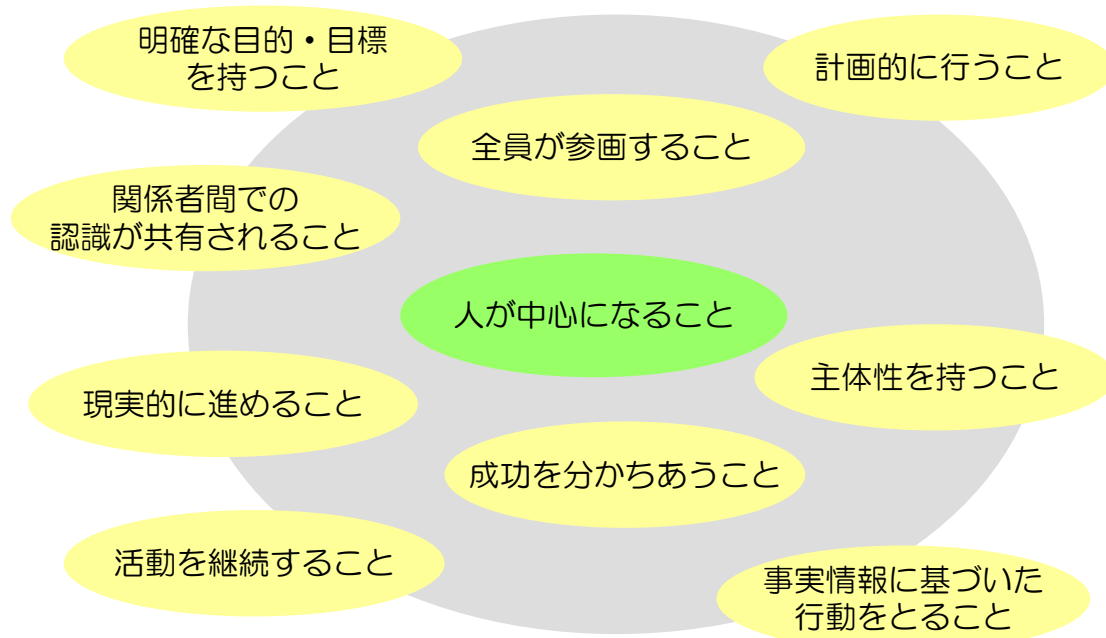 明確な目的・目標
を持つこと
計画的に行うこと
全員が参画すること
関係者間での
認識が共有されること
人が中心になること
主体性を持つこと
現実的に進めること
成功を分かちあうこと
活動を継続すること
事実情報に基づいた
行動をとること